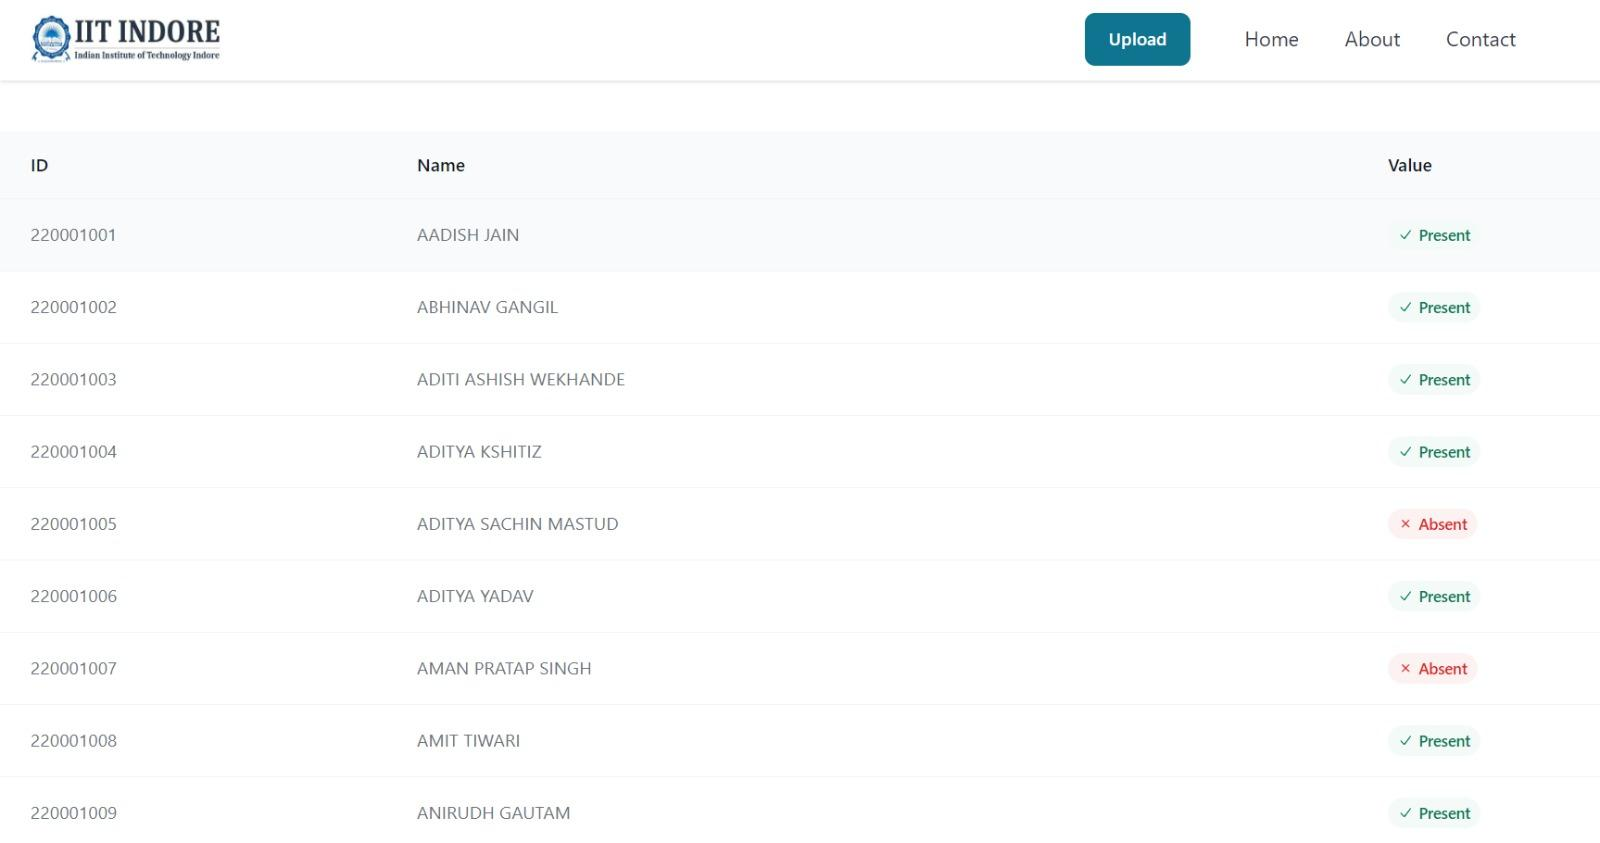 IIT INDORE
Indian Institute of Technology Indore
Upload Home About Contact
ID Name Value
220001001 AADISH JAIN Present
220001002 ABHINAV GANGIL Present
220001003 ADITI ASHISH WEKHANDE Present
220001004 ADITYA KSHITIZ Present
220001005 ADITYA SACHIN MASTUD Absent
220001006 ADITYA YADAV Present
220001007 AMAN PRATAP SINGH Absent
220001008 AMIT TIWARI Present
220001009 ANIRUDH GAUTAM Present